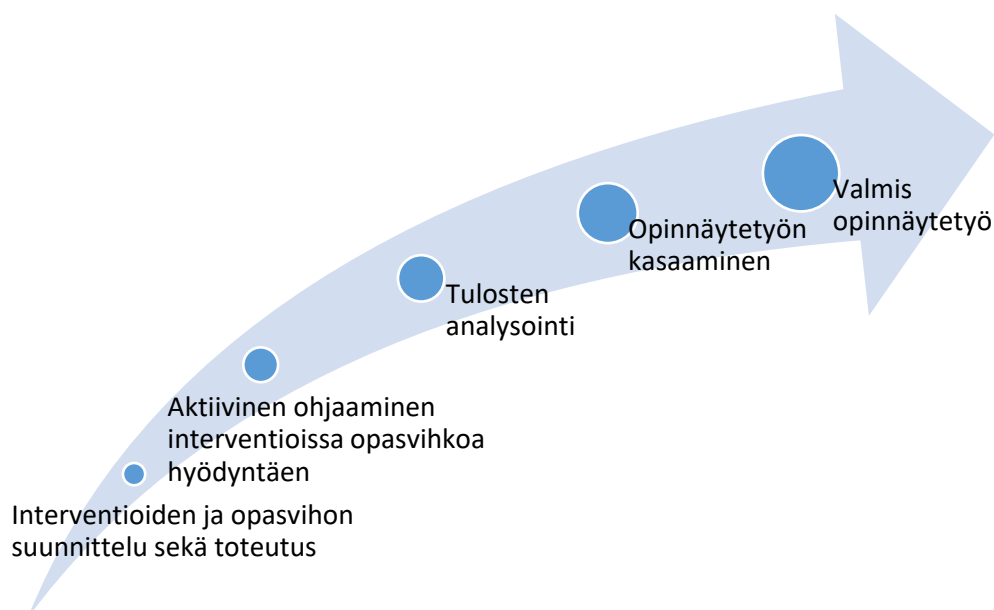 Interventioiden ja opasvihon
suunnittelu sekä toteutus
Aktiivinen ohjaaminen
interventioissa opasvihkoa
hyödyntäen
Tulosten
analysointi
Opinnäytetyön
kasaaminen
Valmis
opinnäytetyö